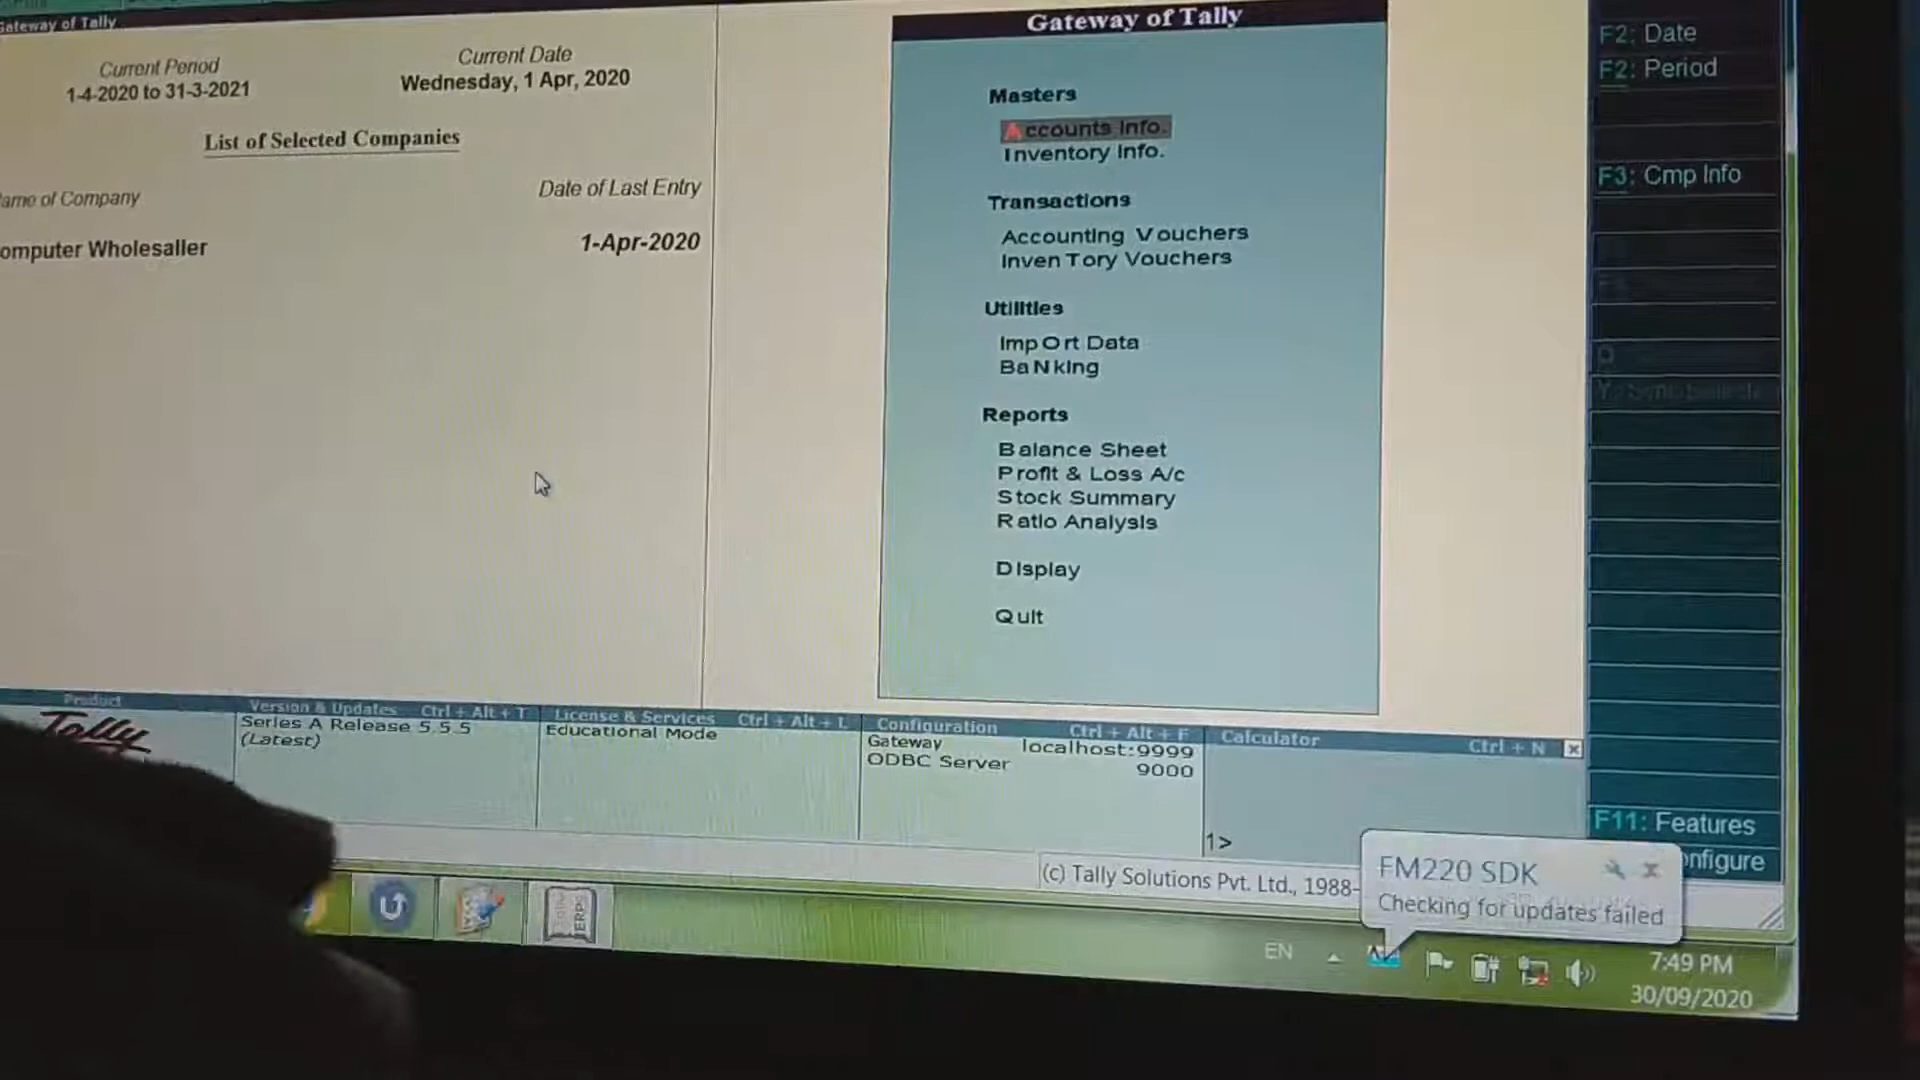 Gateway of Tally
Current Period
1-4-2020 to 31-3-2021
Current Date
Wednesday, 1 Apr, 2020
List of Selected Companies
ame of Company
Date of Last Entry
omputer Wholesaller
1-Apr-2020
Gateway of Tally
Masters
Accounts Info.
Inventory Info.
Transactions
Accounting Vouchers
InvenTory Vouchers
Utilities
ImpOrt Data
BaNking
Reports
Balance Sheet
Profit & Loss A/c
Stock Summary
Ratio Analysis
Display
Quit
F2: Date
F2: Period
F3: Cmp Info
F11: Features
nfigure
Product
Tally
Version & Updates Ctrl + Alt + T
Series A Release 5.5.5
(Latest)
License & Services Ctrl + Alt + L
Educational Mode
Configuration Ctrl + Alt + F
Gateway localhost:9999
ODBC Server 9000
Calculator Ctrl + N
1>
(c) Tally Solutions Pvt. Ltd., 1988-
FM220 SDK
Checking for updates failed
EN
7:49 PM
30/09/2020